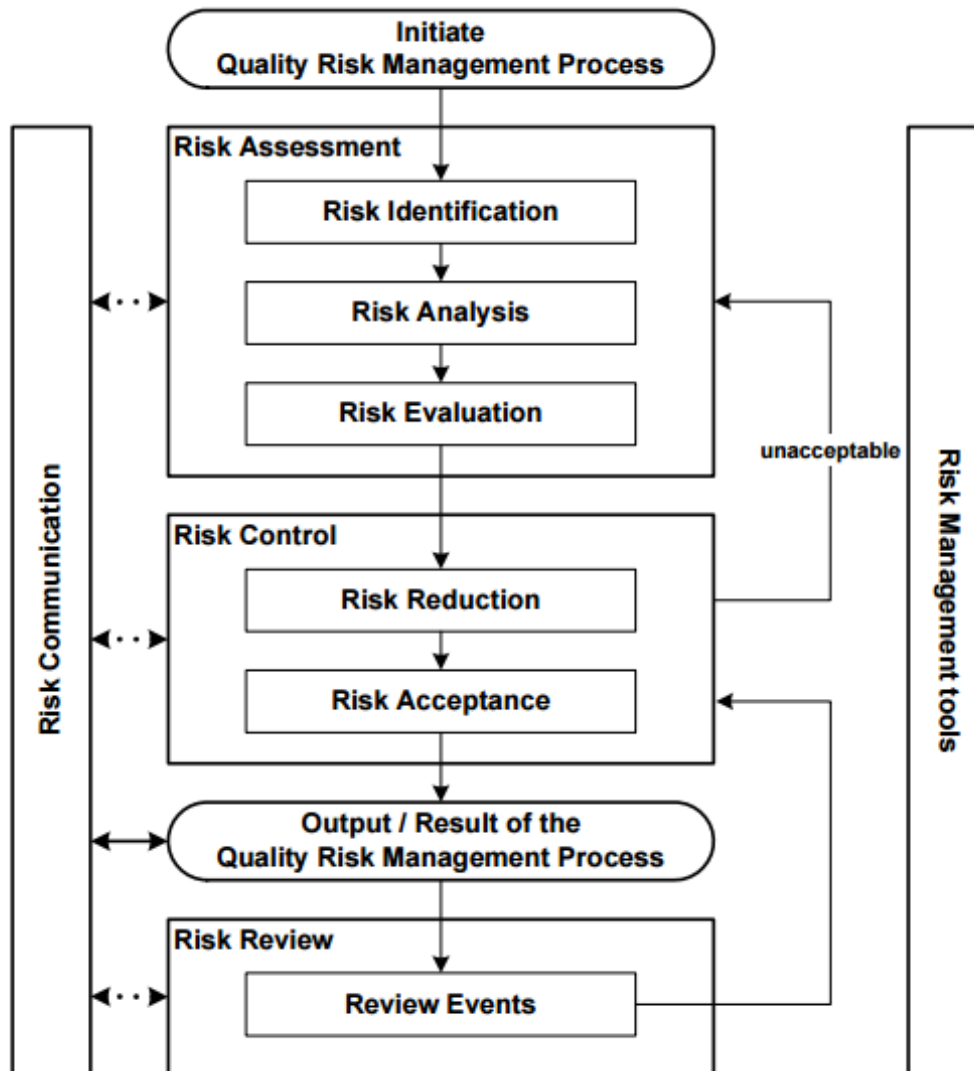 Initiate
Quality Risk Management Process
Risk Assessment
Risk Identification
Risk Analysis
Risk Evaluation
unacceptable
Risk Control
Risk Reduction
Risk Acceptance
Output / Result of the
Quality Risk Management Process
Risk Review
Review Events
Risk Communication
Risk Management tools